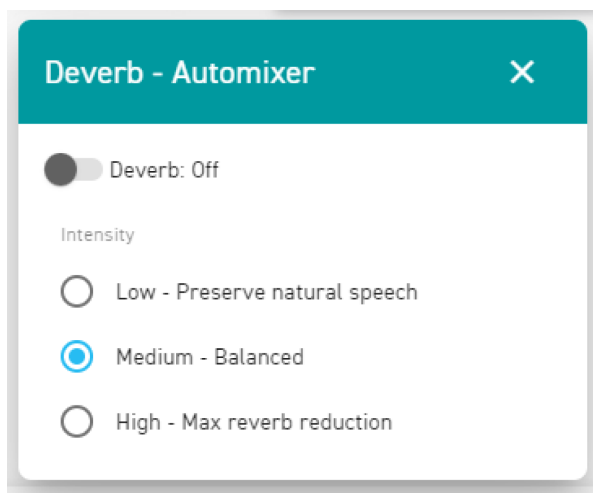 Deverb - Automixer
Deverb: Off
Intensity
Low - Preserve natural speech
Medium - Balanced
High - Max reverb reduction